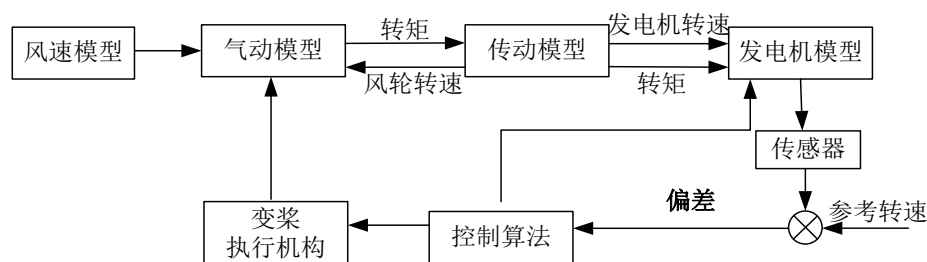 风速模型
气动模型
转矩
风轮转速
传动模型
发电机转速
转矩
发电机模型
传感器
参考转速
偏差
控制算法
变桨
执行机构